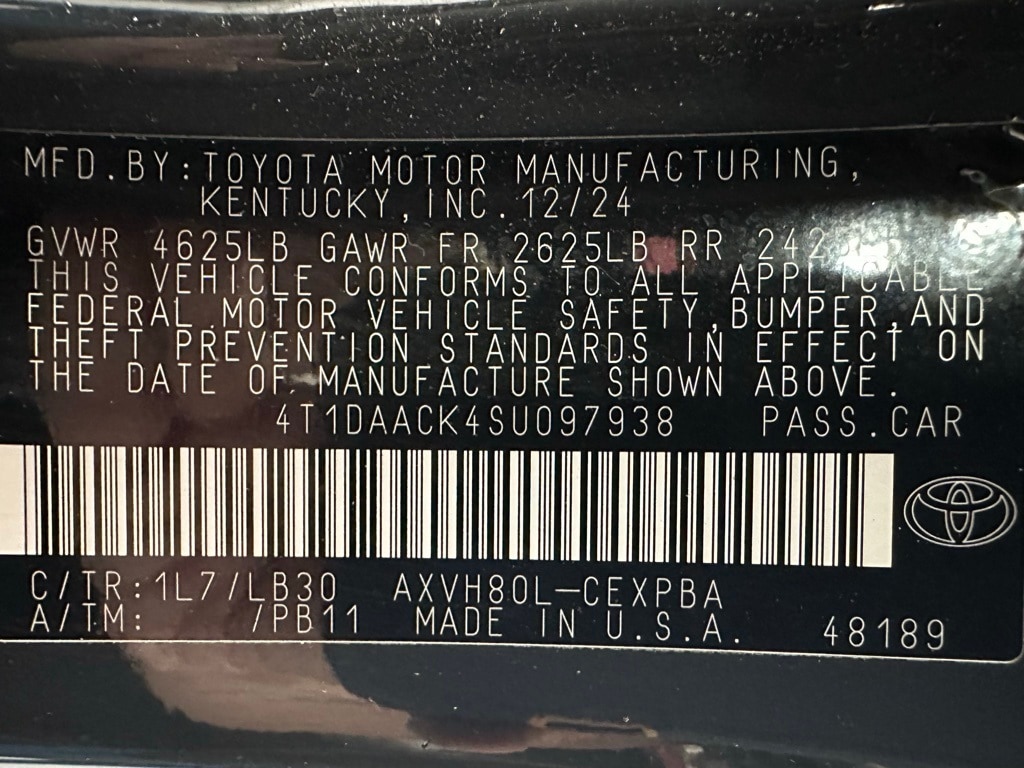 MFD.BY:TOYOTA MOTOR MANUFACTURING,
KENTUCKY,INC.12/24
GVWR 4625LB GAWR FR 2625LB RR
THIS VEHICLE CONFORMS TO ALL APPLICABLE
FEDERAL MOTOR VEHICLE SAFETY,BUMPER,AND
THEFT PREVENTION STANDARDS IN EFFECT ON
THE DATE OF MANUFACTURE SHOWN ABOVE.
4T1DAACK4SU097938 PASS.CAR
C/TR:1L7/LB30 AXVH80L-CEXPBA
A/TM: /PB11 MADE IN U.S.A. 48189